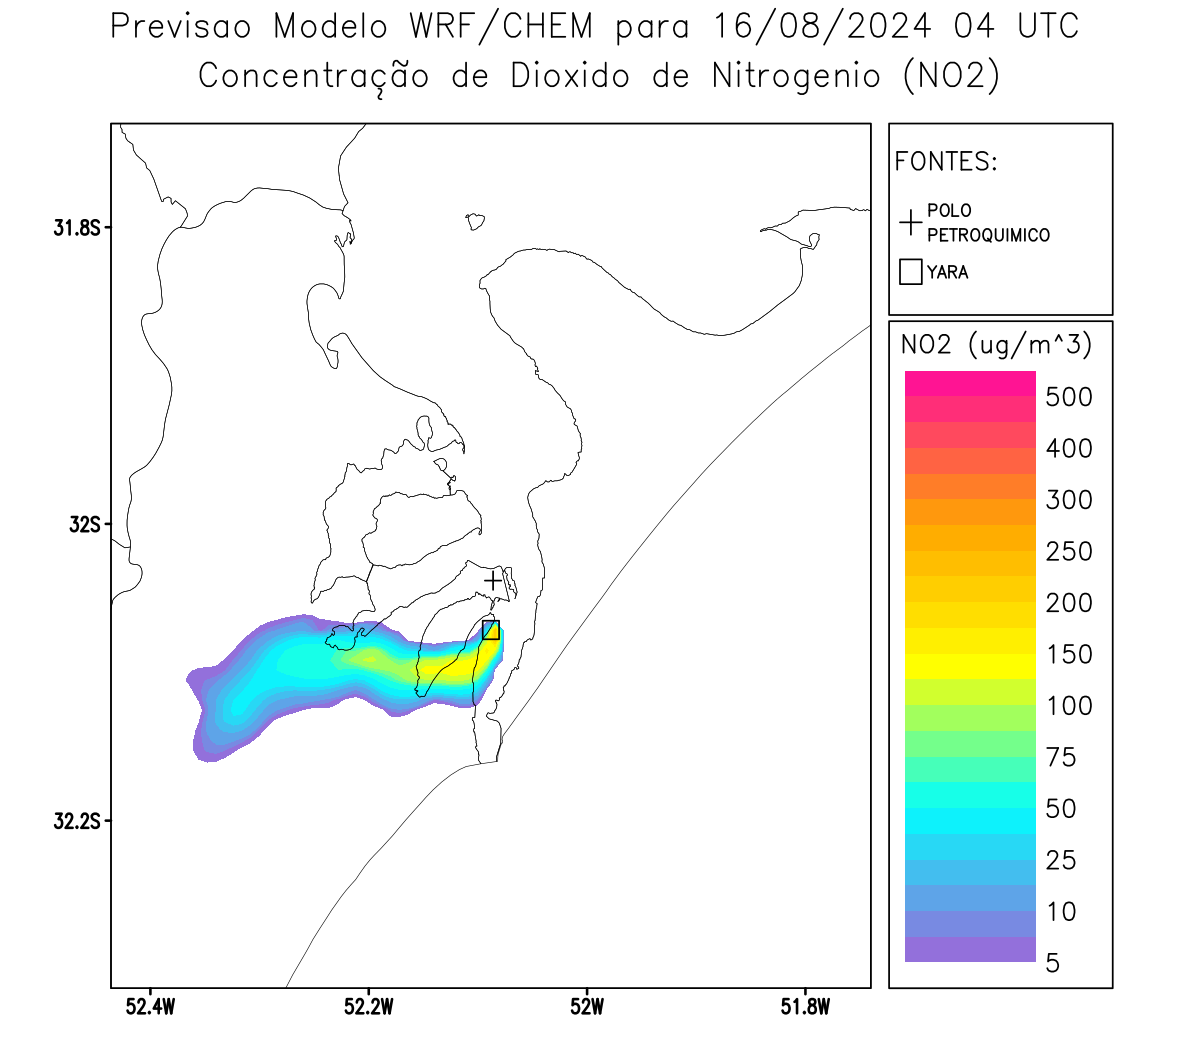 Previsao Modelo WRF/CHEM para 16/08/2024 04 UTC
Concentração de Dioxido de Nitrogenio (NO2)
FONTES:
POLO
PETROQUIMICO
YARA
NO2 (ug/m^3)
500
400
300
250
200
150
100
75
50
25
10
5
31.8S
32S
32.2S
52.4W
52.2W
52W
51.8W